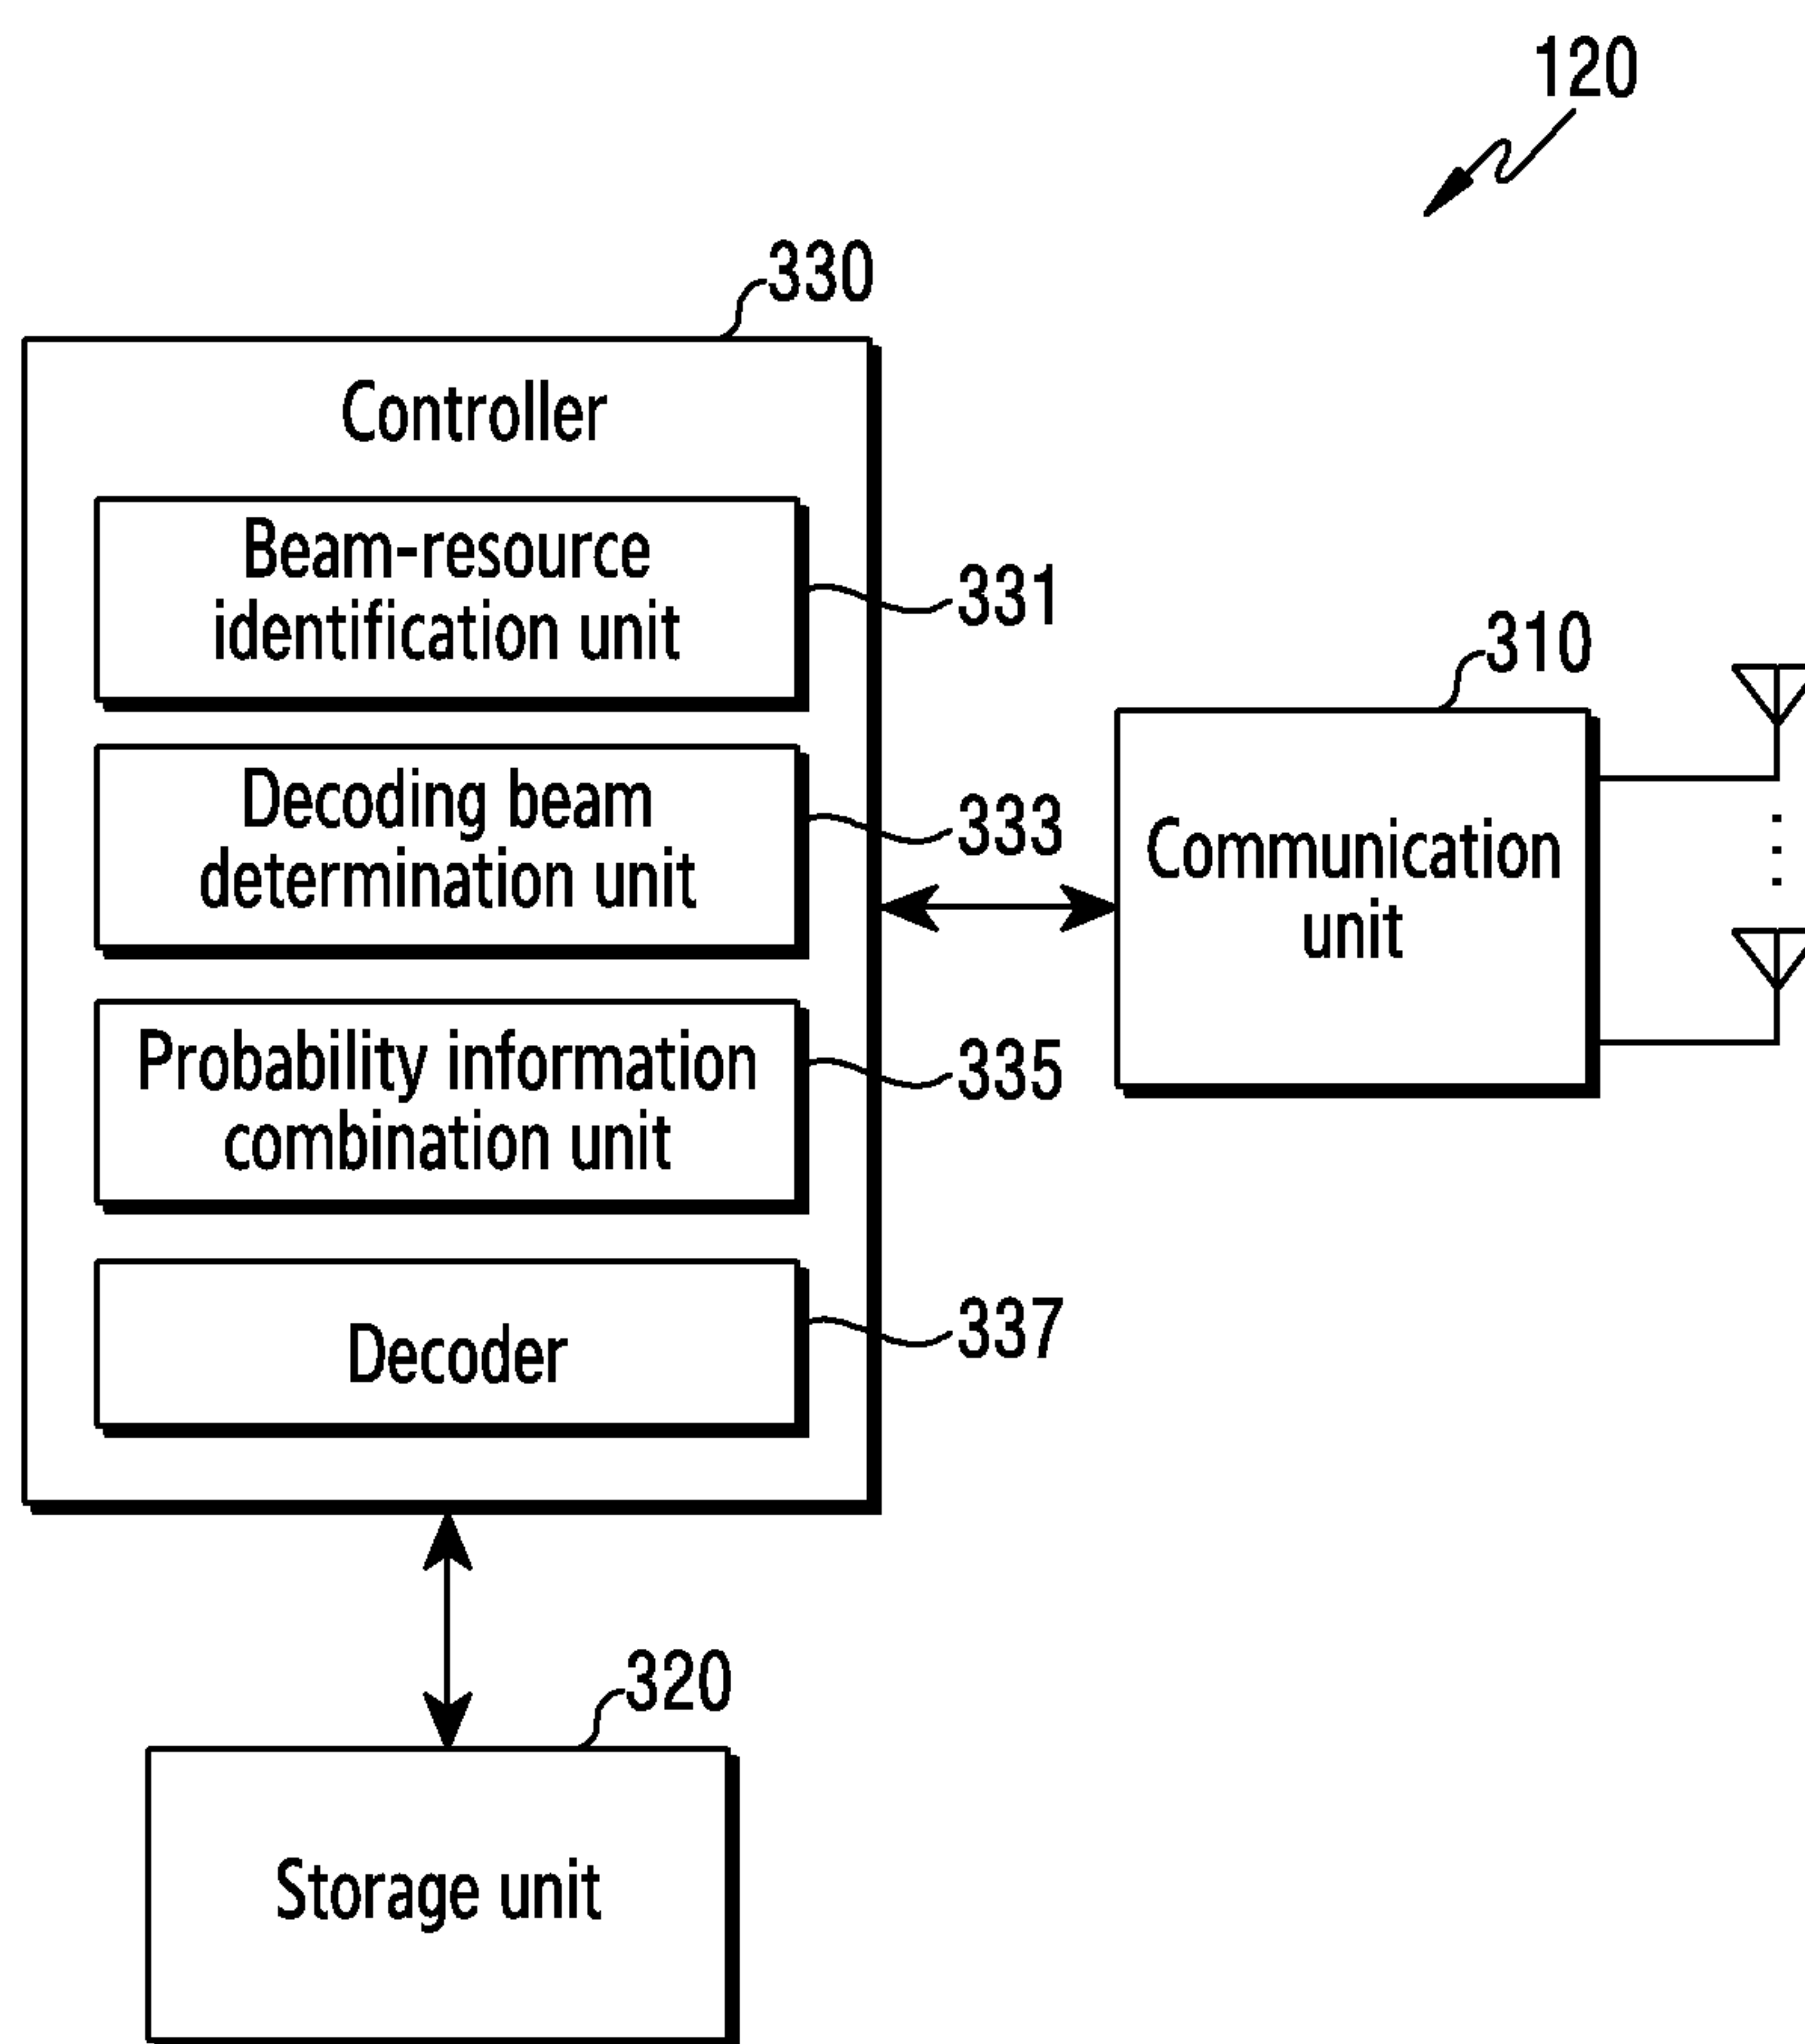 120
330
Controller
Beam-resource
identification unit
331
Decoding beam
determination unit
333
Probability information
combination unit
335
Decoder
337
310
Communication
unit
320
Storage unit